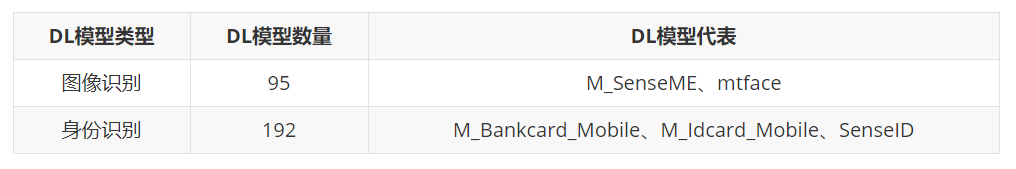 DL模型类型 DL模型数量 DL模型代表
图像识别 95 M_SenseME、mtface
身份识别 192 M_Bankcard_Mobile、M_Idcard_Mobile、SenseID